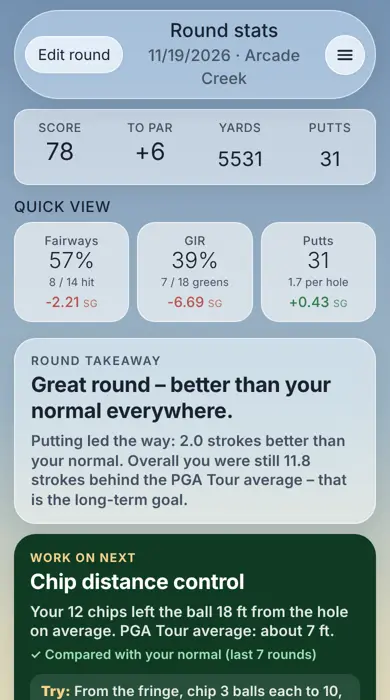 Round stats
Edit round
11/19/2026 · Arcade
Creek
SCORE TO PAR YARDS PUTTS
78 +6 5531 31
QUICK VIEW
Fairways GIR Putts
57% 39% 31
8 / 14 hit 7 / 18 greens 1.7 per hole
-2.21 SG -6.69 SG +0.43 SG
ROUND TAKEAWAY
Great round – better than your
normal everywhere.
Putting led the way: 2.0 strokes better than
your normal. Overall you were still 11.8
strokes behind the PGA Tour average – that
is the long-term goal.
WORK ON NEXT
Chip distance control
Your 12 chips left the ball 18 ft from the hole
on average. PGA Tour average: about 7 ft.
✓ Compared with your normal (last 7 rounds)
Try: From the fringe, chip 3 balls each to 10,